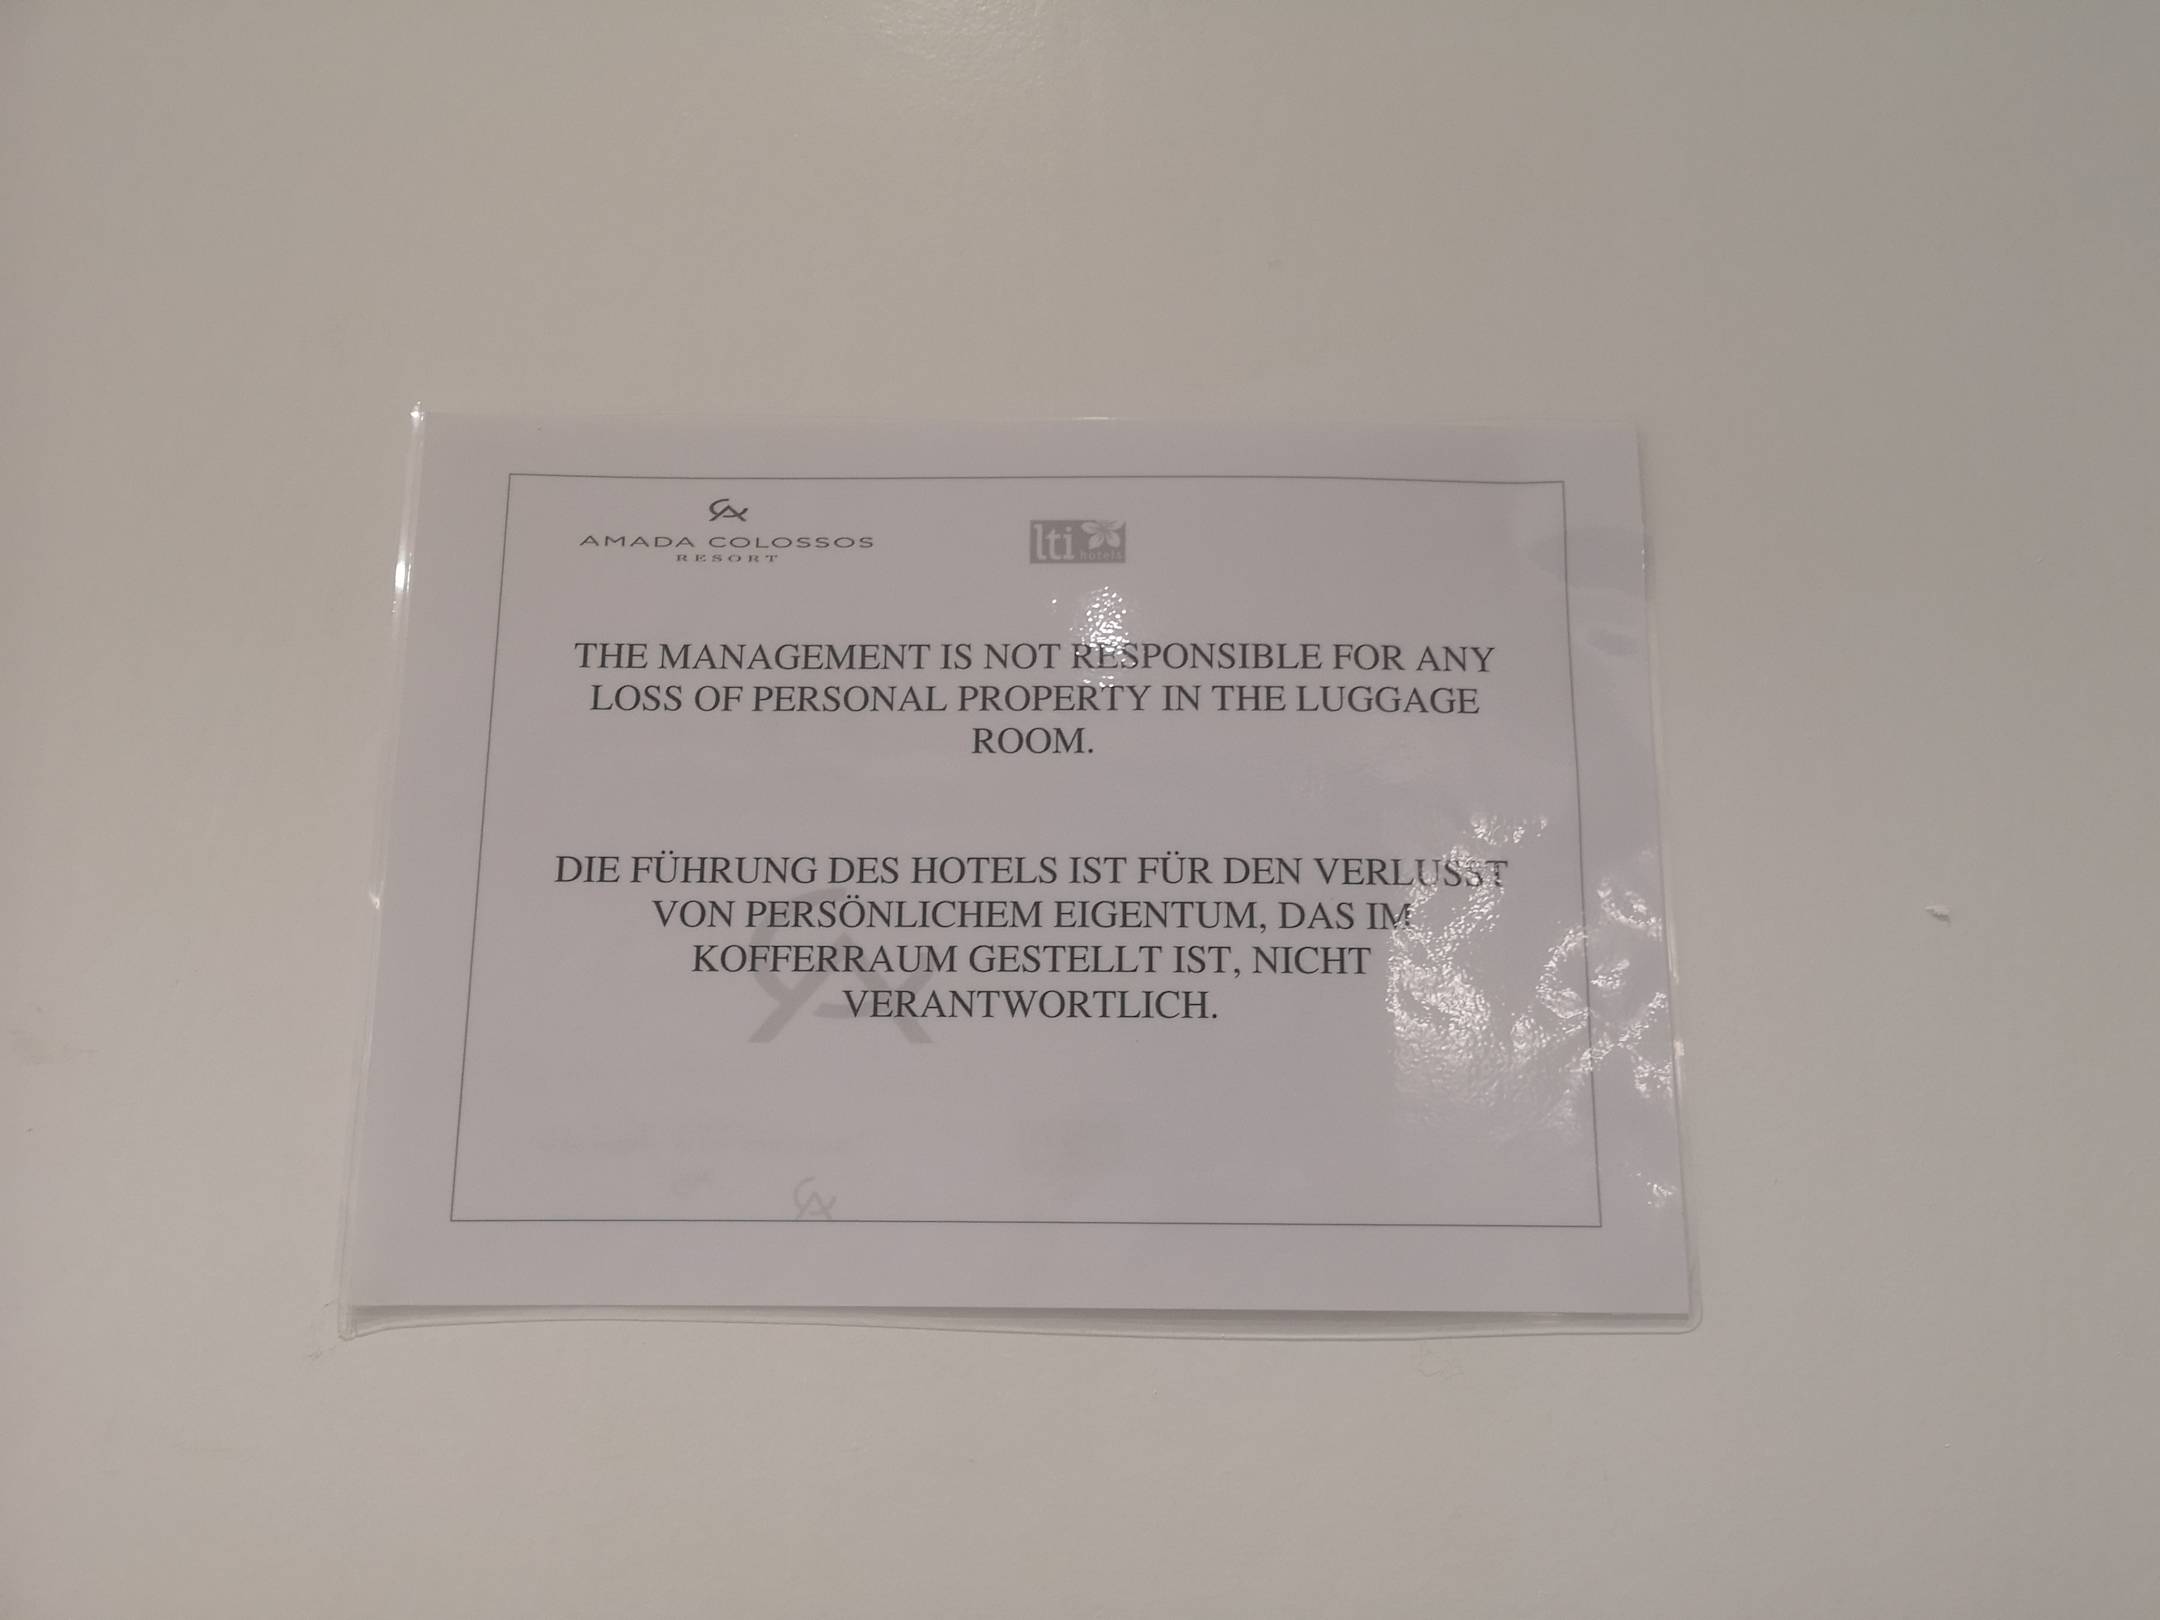 AMADA COLOSSOS
RESORT
lti hotels
THE MANAGEMENT IS NOT RESPONSIBLE FOR ANY
LOSS OF PERSONAL PROPERTY IN THE LUGGAGE
ROOM.
DIE FÜHRUNG DES HOTELS IST FÜR DEN VERLUSST
VON PERSÖNLICHEM EIGENTUM, DAS IM
KOFFERRAUM GESTELLT IST, NICHT
VERANTWORTLICH.